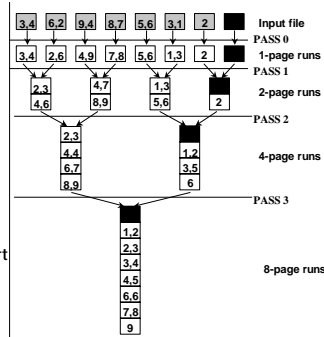 3,4 6,2 9,4 8,7 5,6 3,1 2 Input file
PASS 0
3,4 2,6 4,9 7,8 5,6 1,3 2 1-page runs
PASS 1
2,3 4,7 1,3 2-page runs
4,6 8,9 5,6 2
PASS 2
2,3
4,4 1,2 4-page runs
6,7 3,5
8,9 6
PASS 3
1,2
2,3
3,4 8-page runs
rt 4,5
6,6
7,8
9